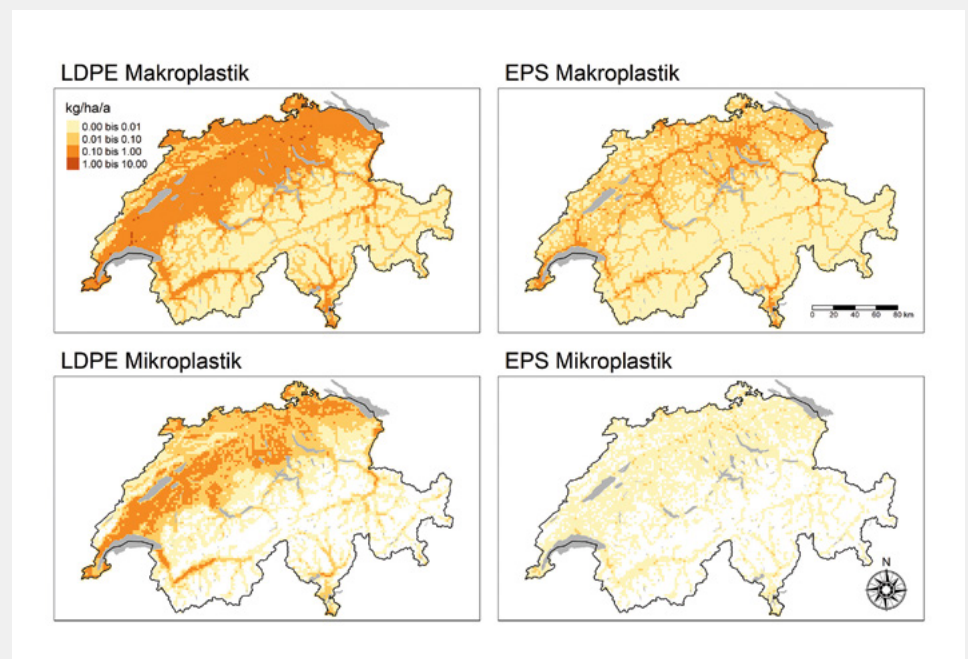 LDPE Makroplastik
kg/ha/a
0.00 bis 0.01
0.01 bis 0.10
0.10 bis 1.00
1.00 bis 10.00
EPS Makroplastik
0 20 40 60 80 km
LDPE Mikroplastik
EPS Mikroplastik
N